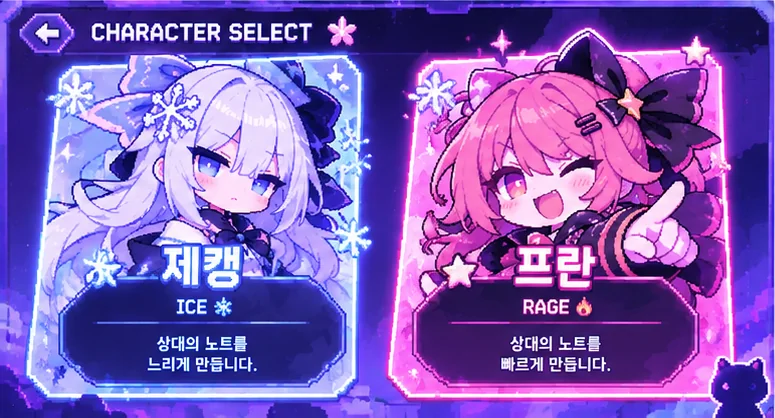 CHARACTER SELECT
제캥
ICE
상대의 노트를
느리게 만듭니다.
프란
RAGE
상대의 노트를
빠르게 만듭니다.